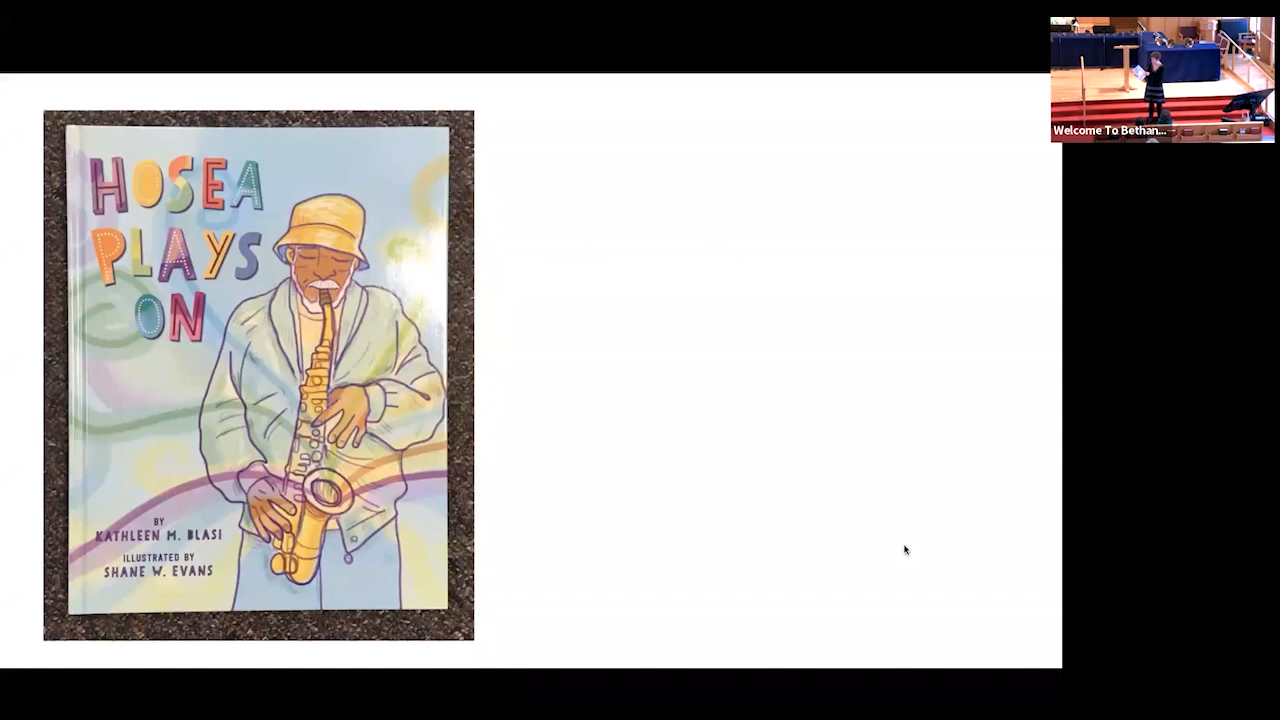 HOSEA
PLAYS
ON
BY
KATHLEEN M. BLASI
ILLUSTRATED BY
SHANE W. EVANS
Welcome To Bethan...